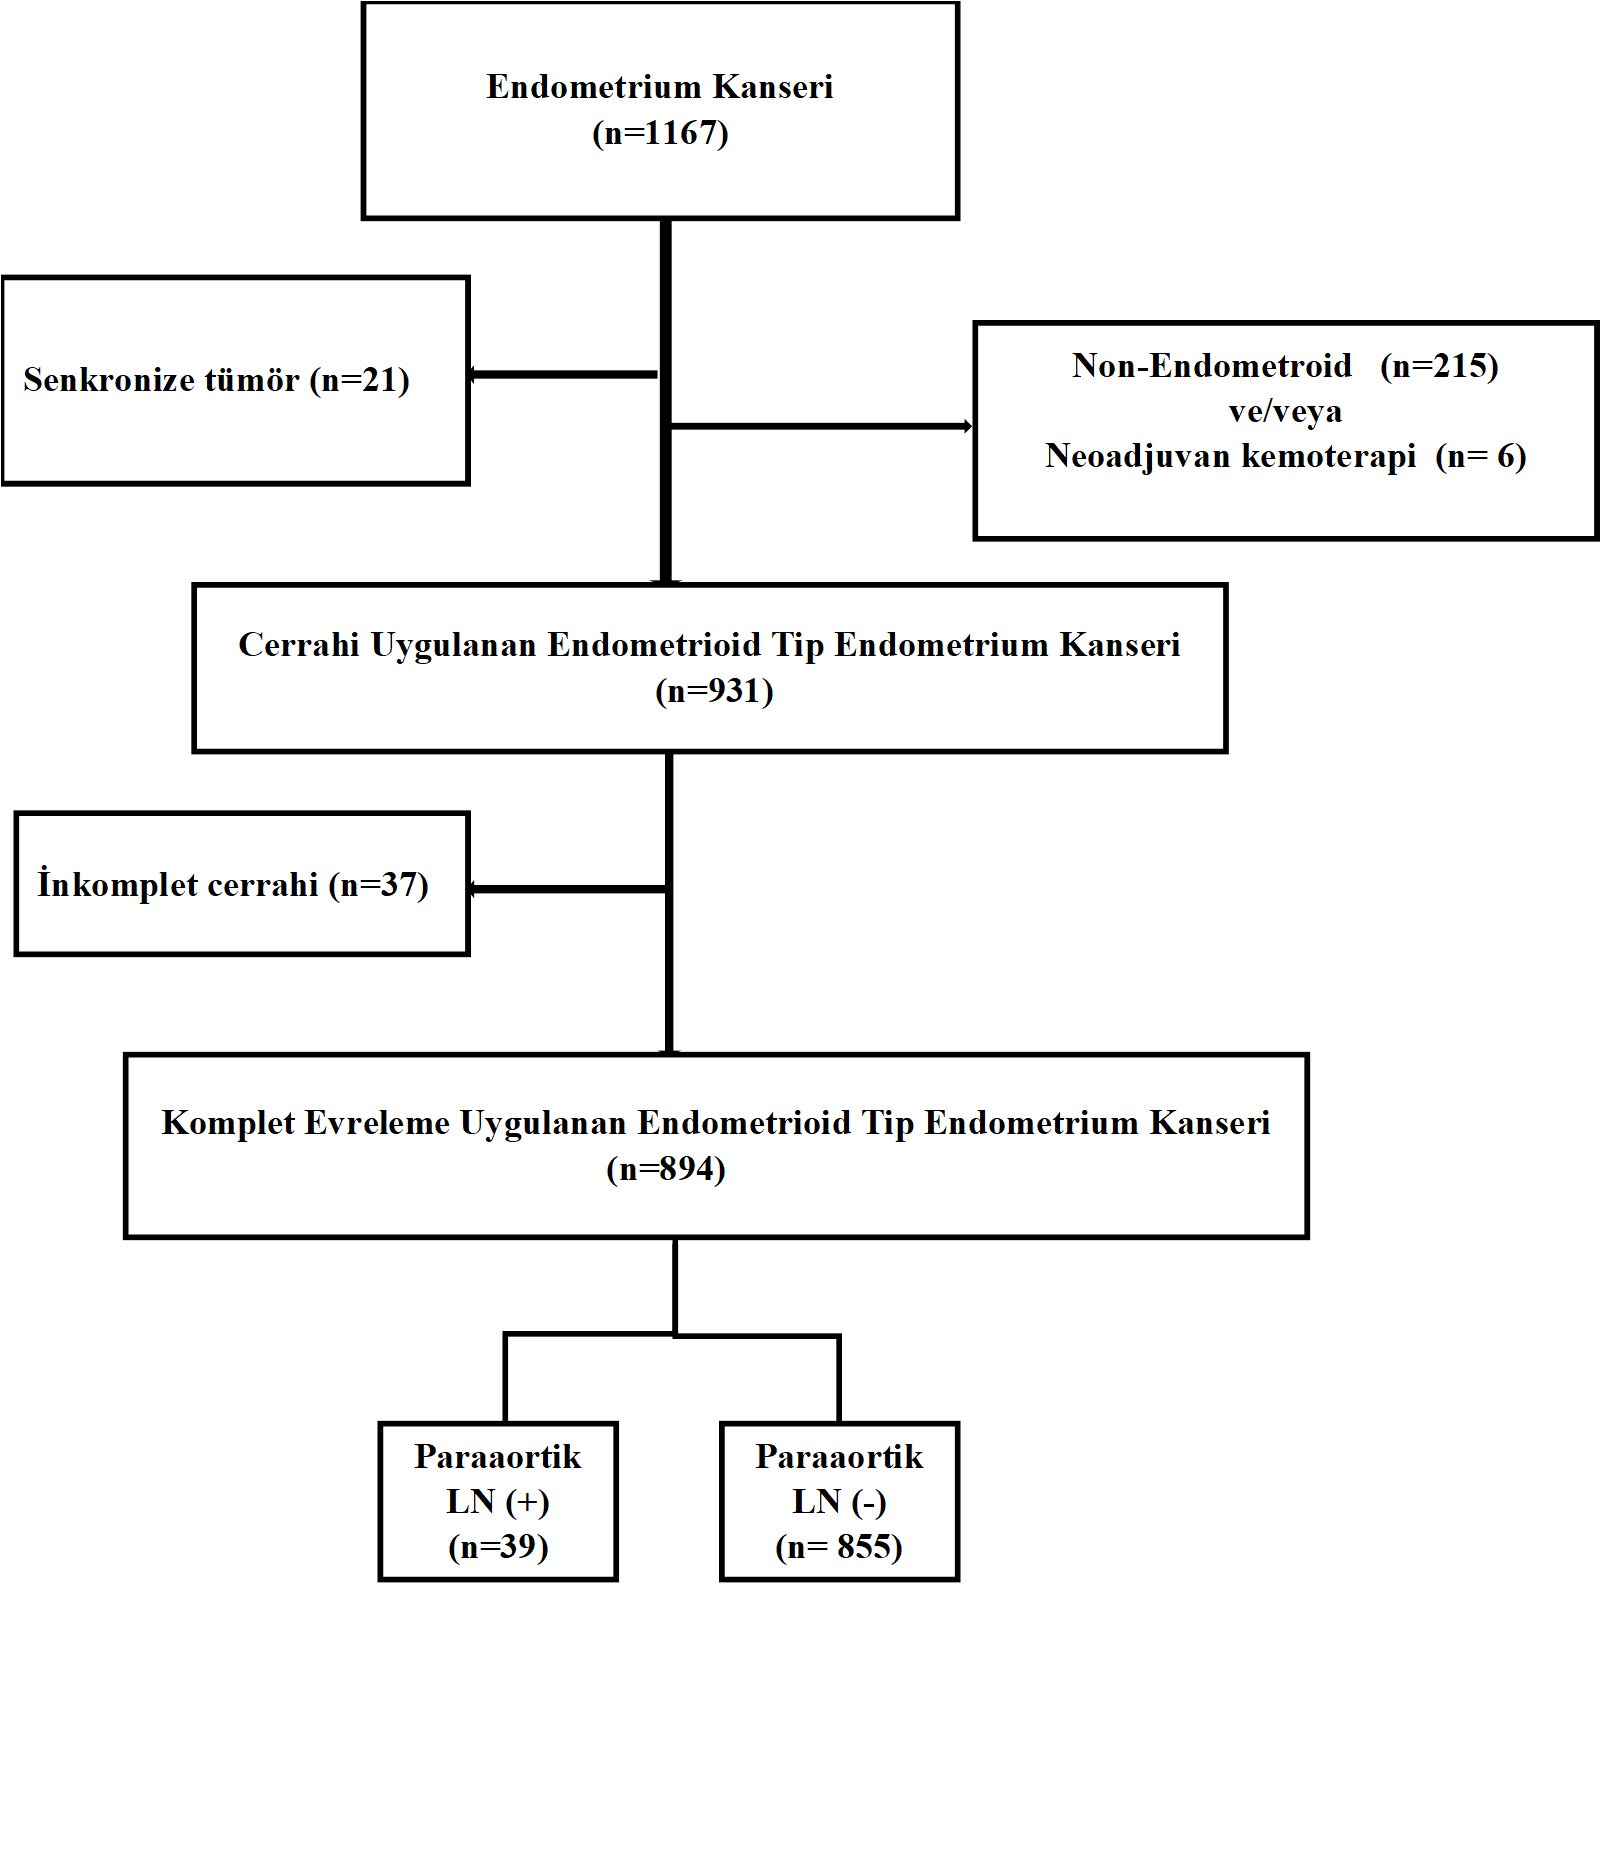 Endometrium Kanseri
(n=1167)
Senkronize tümör (n=21)
Non-Endometroid (n=215)
ve/veya
Neoadjuvan kemoterapi (n= 6)
Cerrahi Uygulanan Endometrioid Tip Endometrium Kanseri
(n=931)
İnkomplet cerrahi (n=37)
Komplet Evreleme Uygulanan Endometrioid Tip Endometrium Kanseri
(n=894)
Paraaortik
LN (+)
(n=39)
Paraaortik
LN (-)
(n= 855)